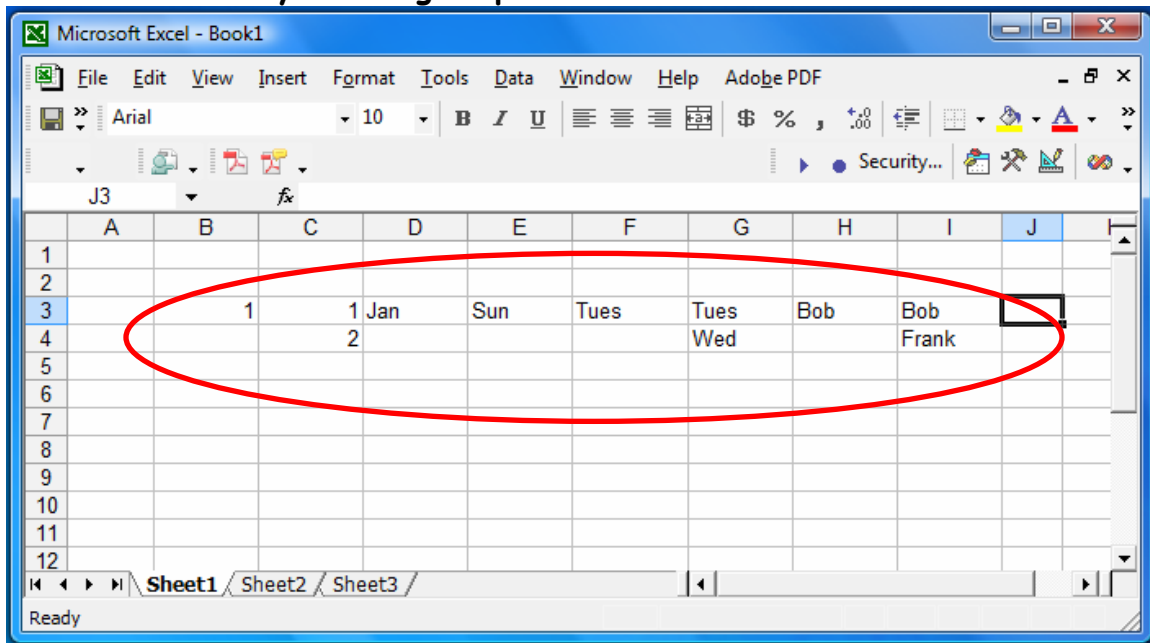 Microsoft Excel - Book1
File Edit View Insert Format Tools Data Window Help Adobe PDF
Arial 10 B I U $ % , .00
Security...
J3 fx
A B C D E F G H I J
1
2
3 1 1 Jan Sun Tues Tues Bob Bob
4 2 Wed Frank
5
6
7
8
9
10
11
12
Sheet1 Sheet2 Sheet3
Ready